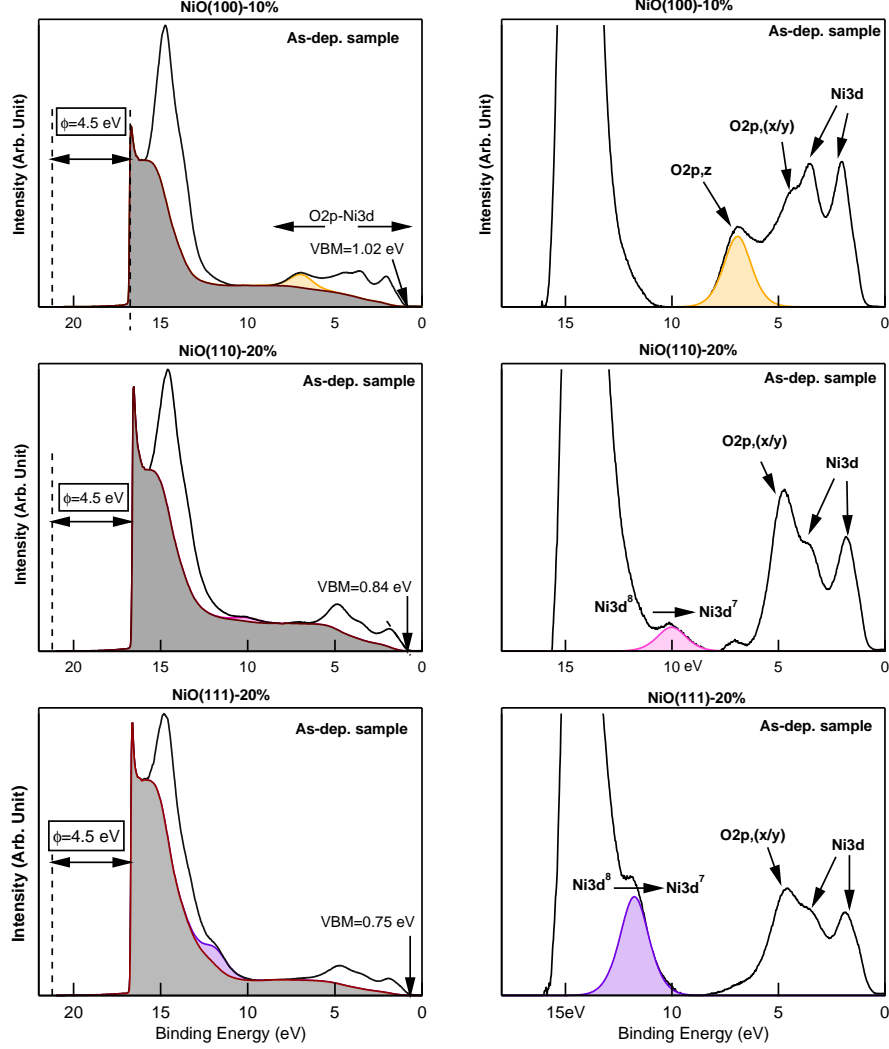 NiO(100)-10%
As-dep. sample
ϕ=4.5 eV
O2p-Ni3d
VBM=1.02 eV
Intensity (Arb. Unit)
20 15 10 5 0
NiO(100)-10%
As-dep. sample
Ni3d
O2p,(x/y)
O2p,z
Intensity (Arb. Unit)
15 10 5 0
NiO(110)-20%
As-dep. sample
ϕ=4.5 eV
VBM=0.84 eV
Intensity (Arb. Unit)
20 15 10 5 0
NiO(110)-20%
As-dep. sample
O2p,(x/y)
Ni3d
Ni3d⁸ Ni3d⁷
Intensity (Arb. Unit)
15 10 eV 5 0
NiO(111)-20%
As-dep. sample
ϕ=4.5 eV
VBM=0.75 eV
Intensity (Arb. Unit)
20 15 10 5 0
Binding Energy (eV)
NiO(111)-20%
As-dep. sample
O2p,(x/y)
Ni3d
Ni3d⁸ Ni3d⁷
Intensity (Arb. Unit)
15eV 10 5 0
Binding Energy (eV)